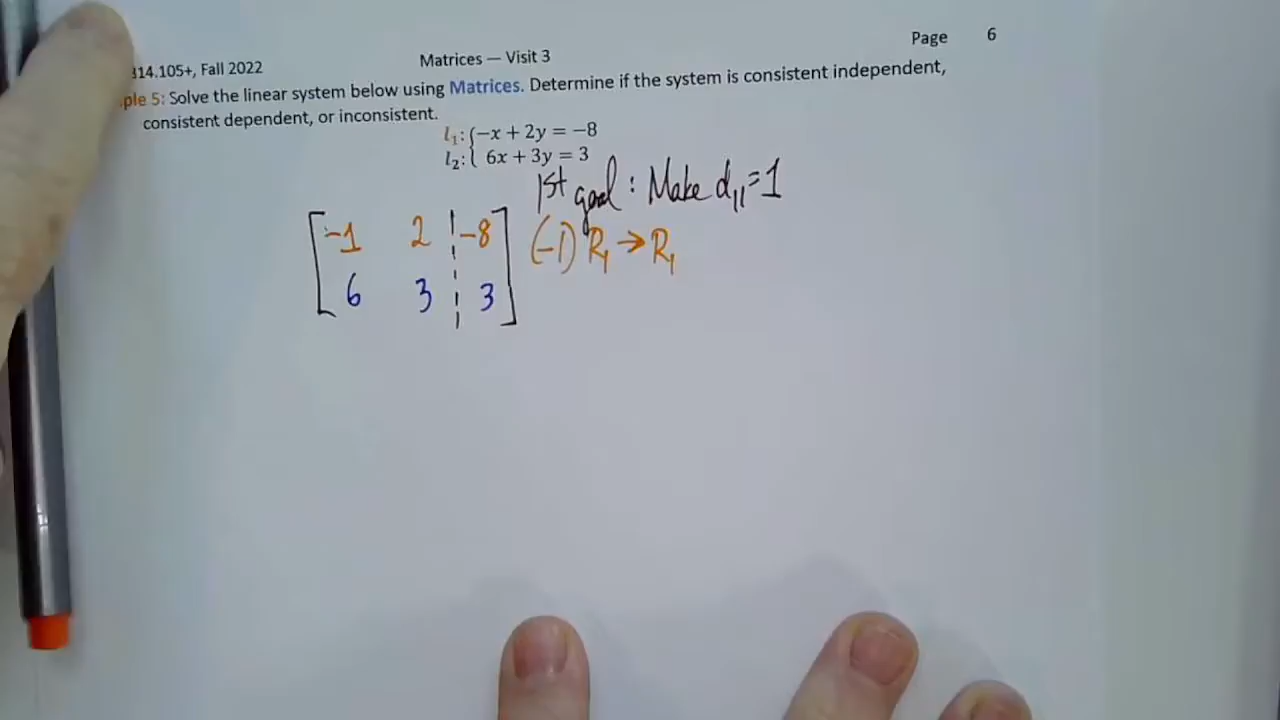 Page 6
314.105+, Fall 2022 Matrices — Visit 3
ple 5: Solve the linear system below using Matrices. Determine if the system is consistent independent,
consistent dependent, or inconsistent.
l₁: { −x + 2y = −8
l₂: { 6x + 3y = 3
1st goal: Make d₁₁=1
[-1 2 | -8] (-1) R₁ → R₁
[6 3 | 3]